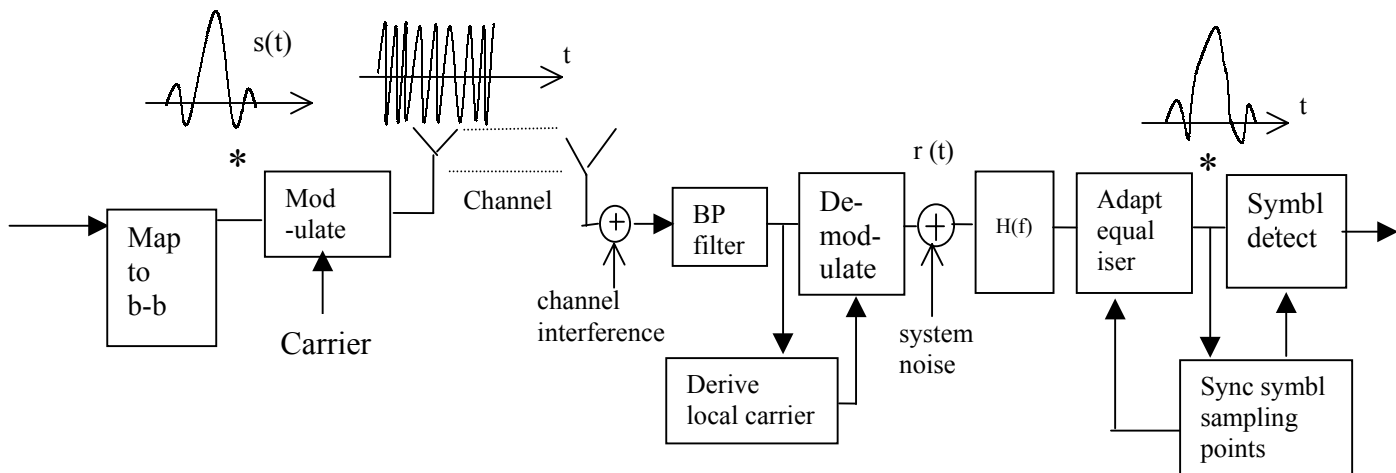 s(t)
t
t
*
r (t)
*
Map
to
b-b
Mod
-ulate
Carrier
Channel
+
channel
interference
BP
filter
De-
mod-
ulate
Derive
local carrier
+
system
noise
H(f)
Adapt
equal
iser
Symbl
detect
Sync symbl
sampling
points